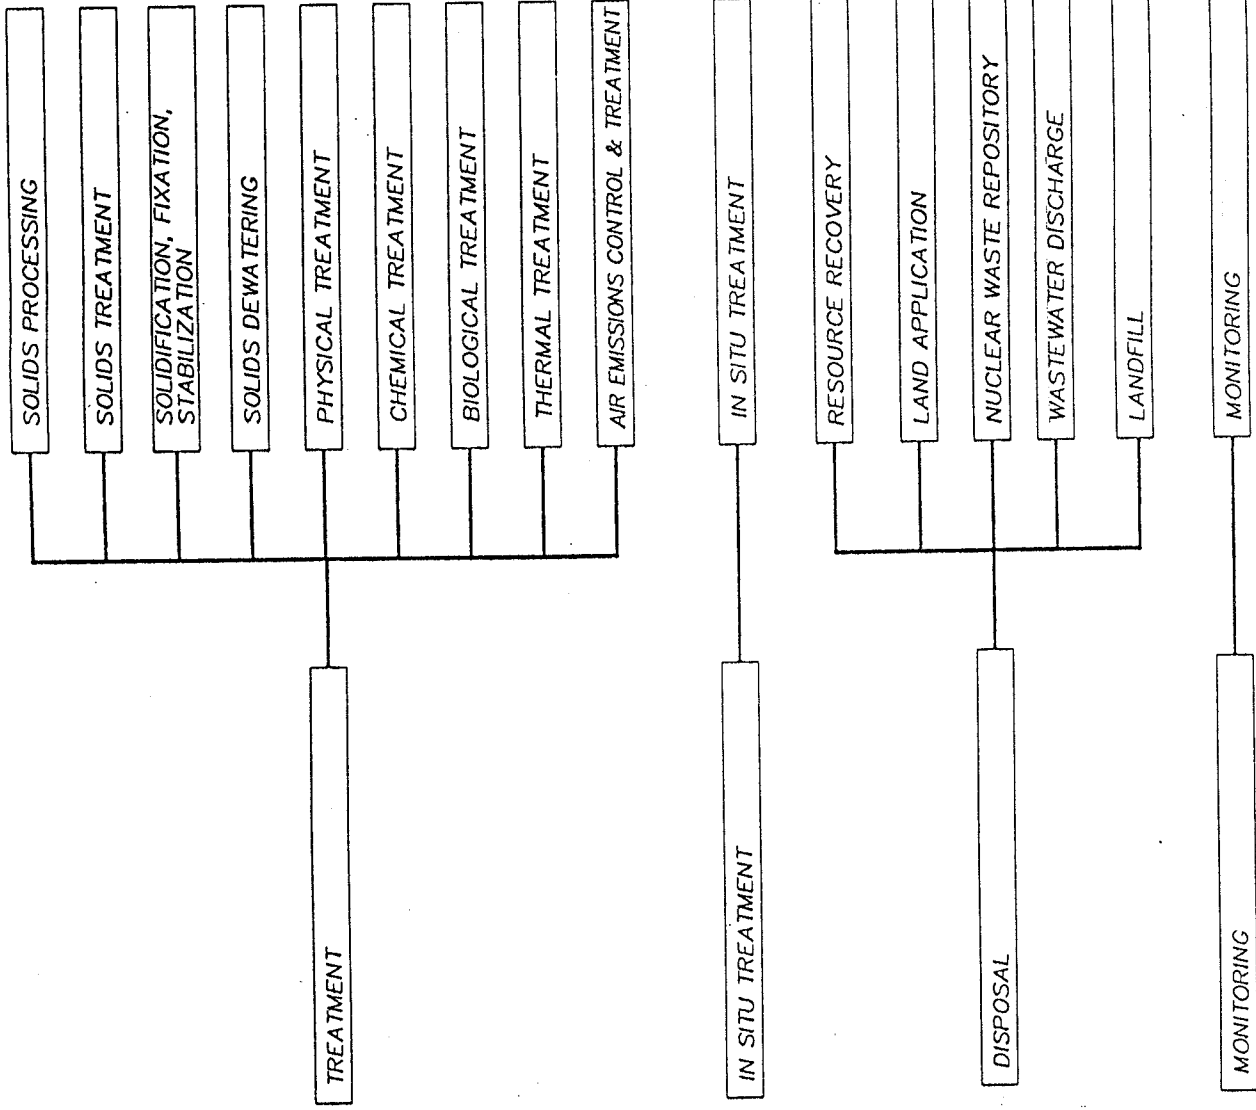 TREATMENT
SOLIDS PROCESSING
SOLIDS TREATMENT
SOLIDIFICATION, FIXATION,
STABILIZATION
SOLIDS DEWATERING
PHYSICAL TREATMENT
CHEMICAL TREATMENT
BIOLOGICAL TREATMENT
THERMAL TREATMENT
AIR EMISSIONS CONTROL & TREATMENT
IN SITU TREATMENT
IN SITU TREATMENT
DISPOSAL
RESOURCE RECOVERY
LAND APPLICATION
NUCLEAR WASTE REPOSITORY
WASTEWATER DISCHARGE
LANDFILL
MONITORING
MONITORING